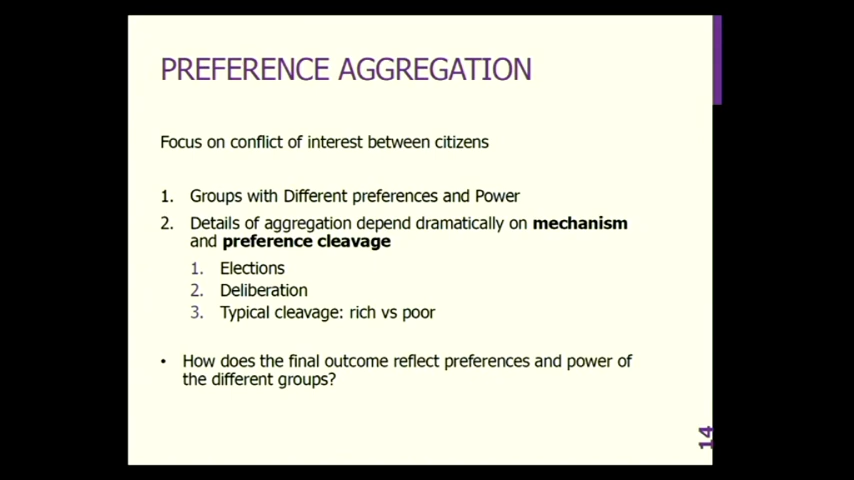 PREFERENCE AGGREGATION
Focus on conflict of interest between citizens
1. Groups with Different preferences and Power
2. Details of aggregation depend dramatically on mechanism
and preference cleavage
1. Elections
2. Deliberation
3. Typical cleavage: rich vs poor
• How does the final outcome reflect preferences and power of
the different groups?
14